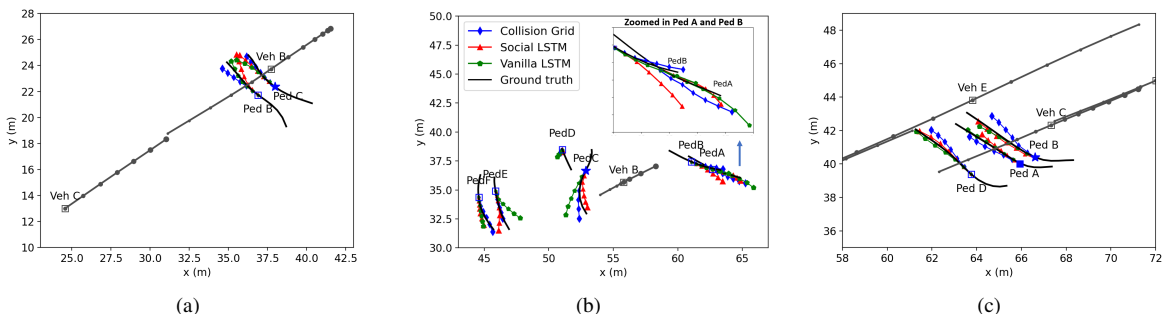 28
26
24
22
20
18
16
14
12
10
y (m)
25.0 27.5 30.0 32.5 35.0 37.5 40.0 42.5
x (m)
Veh B
Ped C
Ped B
Veh C
(a)
50.0
47.5
45.0
42.5
40.0
37.5
35.0
32.5
30.0
y (m)
45 50 55 60 65
x (m)
Collision Grid
Social LSTM
Vanilla LSTM
Ground truth
Zoomed in Ped A and Ped B
PedB
PedA
PedD
PedC
PedB
PedA
Veh B
PedF
PedE
(b)
48
46
44
42
40
38
36
y (m)
58 60 62 64 66 68 70 72
x (m)
Veh E
Veh C
Ped B
Ped A
Ped D
(c)